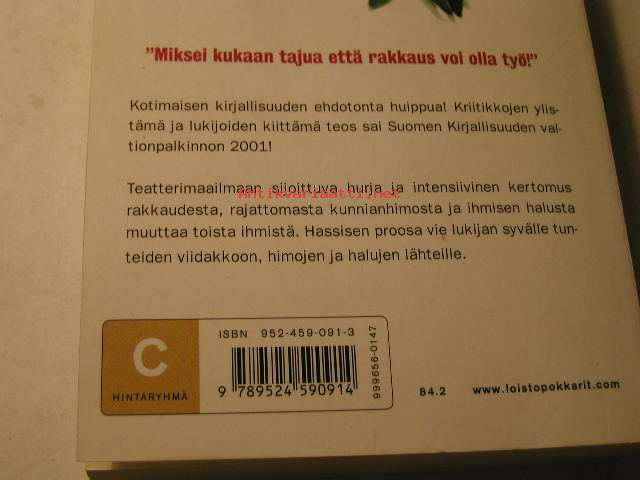 "Miksei kukaan tajua että rakkaus voi olla työ!"
Kotimaisen kirjallisuuden ehdotonta huippua! Kriitikkojen ylis-
tämä ja lukijoiden kiittämä teos sai Suomen Kirjallisuuden val-
tionpalkinnon 2001!
Teatterimaailmaan sijoittuva hurja ja intensiivinen kertomus
Antikvariaatti.net
rakkaudesta, rajattomasta kunnianhimosta ja ihmisen halusta
muuttaa toista ihmistä. Hassisen proosa vie lukijan syvälle tun-
teiden viidakkoon, himojen ja halujen lähteille.
C
HINTARYHMÄ
ISBN 952-459-091-3
9 789524 590914
999656-0147
84.2
www.loistopokkarit.com